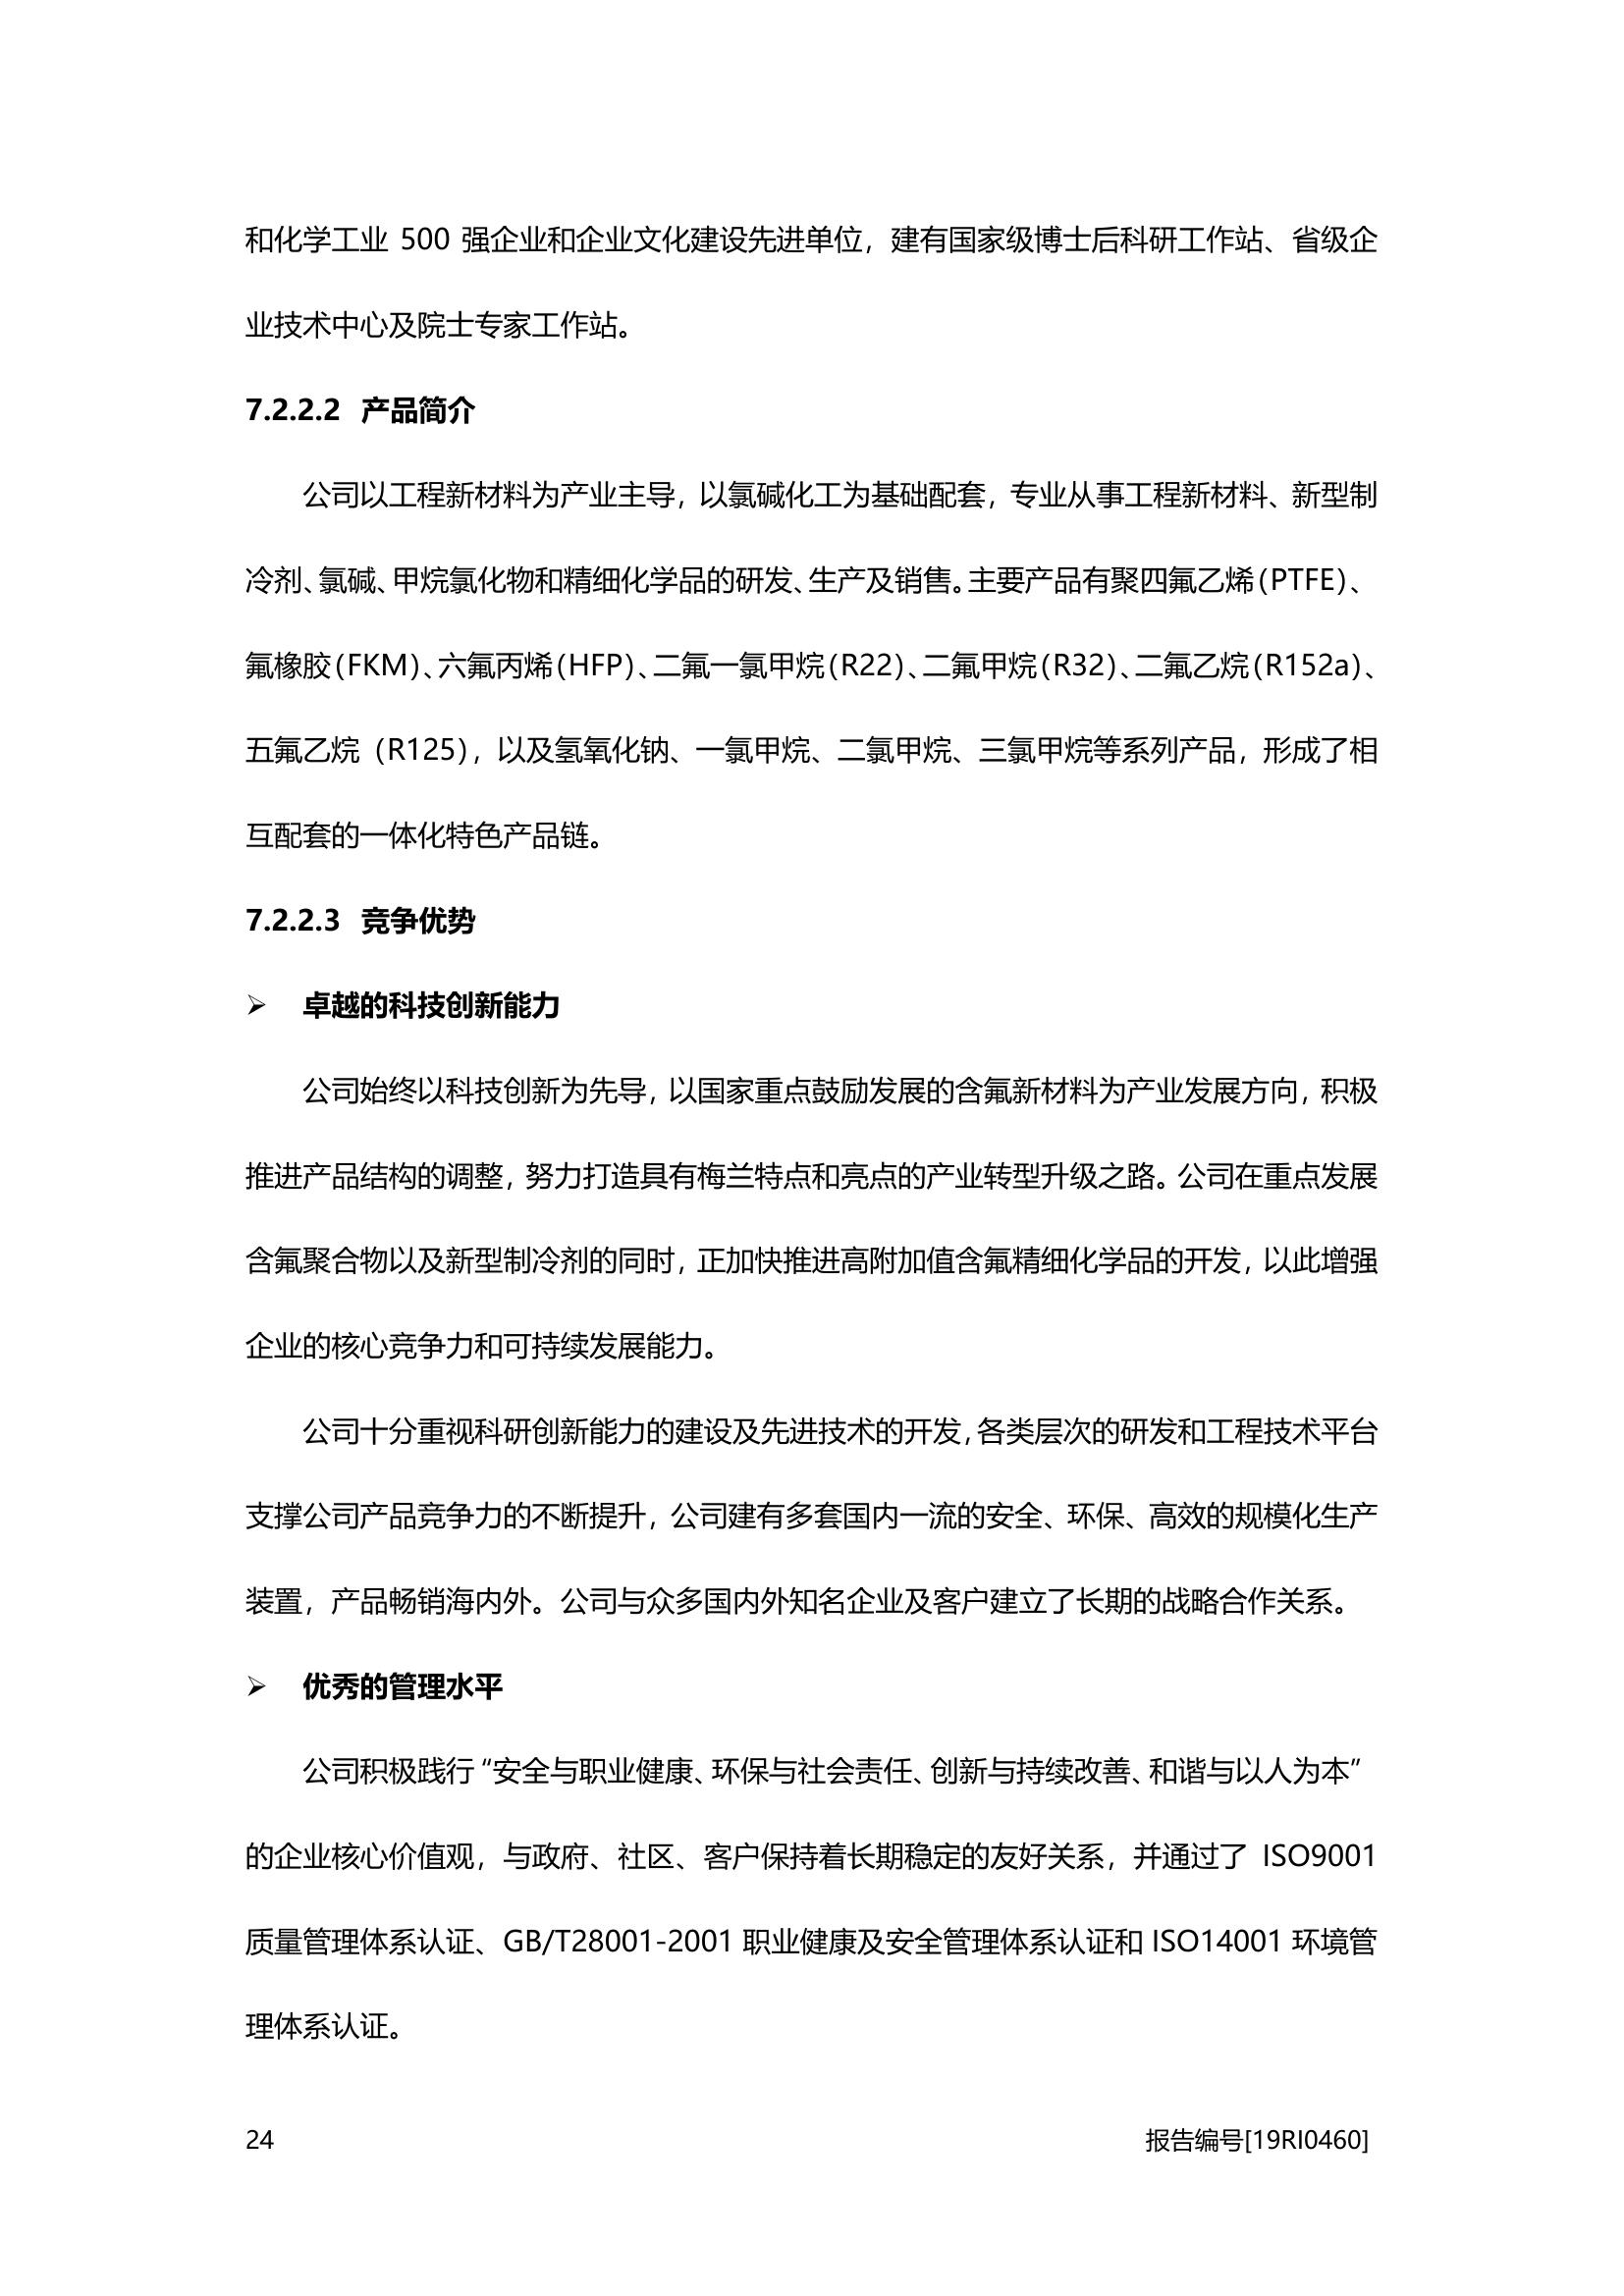 和化学工业 500 强企业和企业文化建设先进单位，建有国家级博士后科研工作站、省级企
业技术中心及院士专家工作站。
7.2.2.2 产品简介
公司以工程新材料为产业主导，以氯碱化工为基础配套，专业从事工程新材料、新型制
冷剂、氯碱、甲烷氯化物和精细化学品的研发、生产及销售。主要产品有聚四氟乙烯（PTFE）、
氟橡胶（FKM）、六氟丙烯（HFP）、二氟一氯甲烷（R22）、二氟甲烷（R32）、二氟乙烷（R152a）、
五氟乙烷（R125），以及氢氧化钠、一氯甲烷、二氯甲烷、三氯甲烷等系列产品，形成了相
互配套的一体化特色产品链。
7.2.2.3 竞争优势
➢ 卓越的科技创新能力
公司始终以科技创新为先导，以国家重点鼓励发展的含氟新材料为产业发展方向，积极
推进产品结构的调整，努力打造具有梅兰特点和亮点的产业转型升级之路。公司在重点发展
含氟聚合物以及新型制冷剂的同时，正加快推进高附加值含氟精细化学品的开发，以此增强
企业的核心竞争力和可持续发展能力。
公司十分重视科研创新能力的建设及先进技术的开发，各类层次的研发和工程技术平台
支撑公司产品竞争力的不断提升，公司建有多套国内一流的安全、环保、高效的规模化生产
装置，产品畅销海内外。公司与众多国内外知名企业及客户建立了长期的战略合作关系。
➢ 优秀的管理水平
公司积极践行“安全与职业健康、环保与社会责任、创新与持续改善、和谐与以人为本”
的企业核心价值观，与政府、社区、客户保持着长期稳定的友好关系，并通过了 ISO9001
质量管理体系认证、GB/T28001-2001 职业健康及安全管理体系认证和 ISO14001 环境管
理体系认证。
24 报告编号[19RI0460]